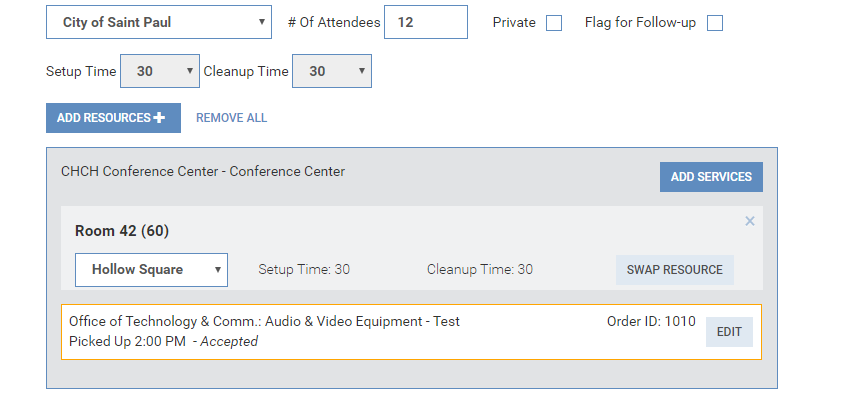 City of Saint Paul # Of Attendees 12 Private Flag for Follow-up
Setup Time 30 Cleanup Time 30
ADD RESOURCES REMOVE ALL
CHCH Conference Center - Conference Center ADD SERVICES
Room 42 (60)
Hollow Square Setup Time: 30 Cleanup Time: 30 SWAP RESOURCE
Office of Technology & Comm.: Audio & Video Equipment - Test Order ID: 1010 EDIT
Picked Up 2:00 PM - Accepted